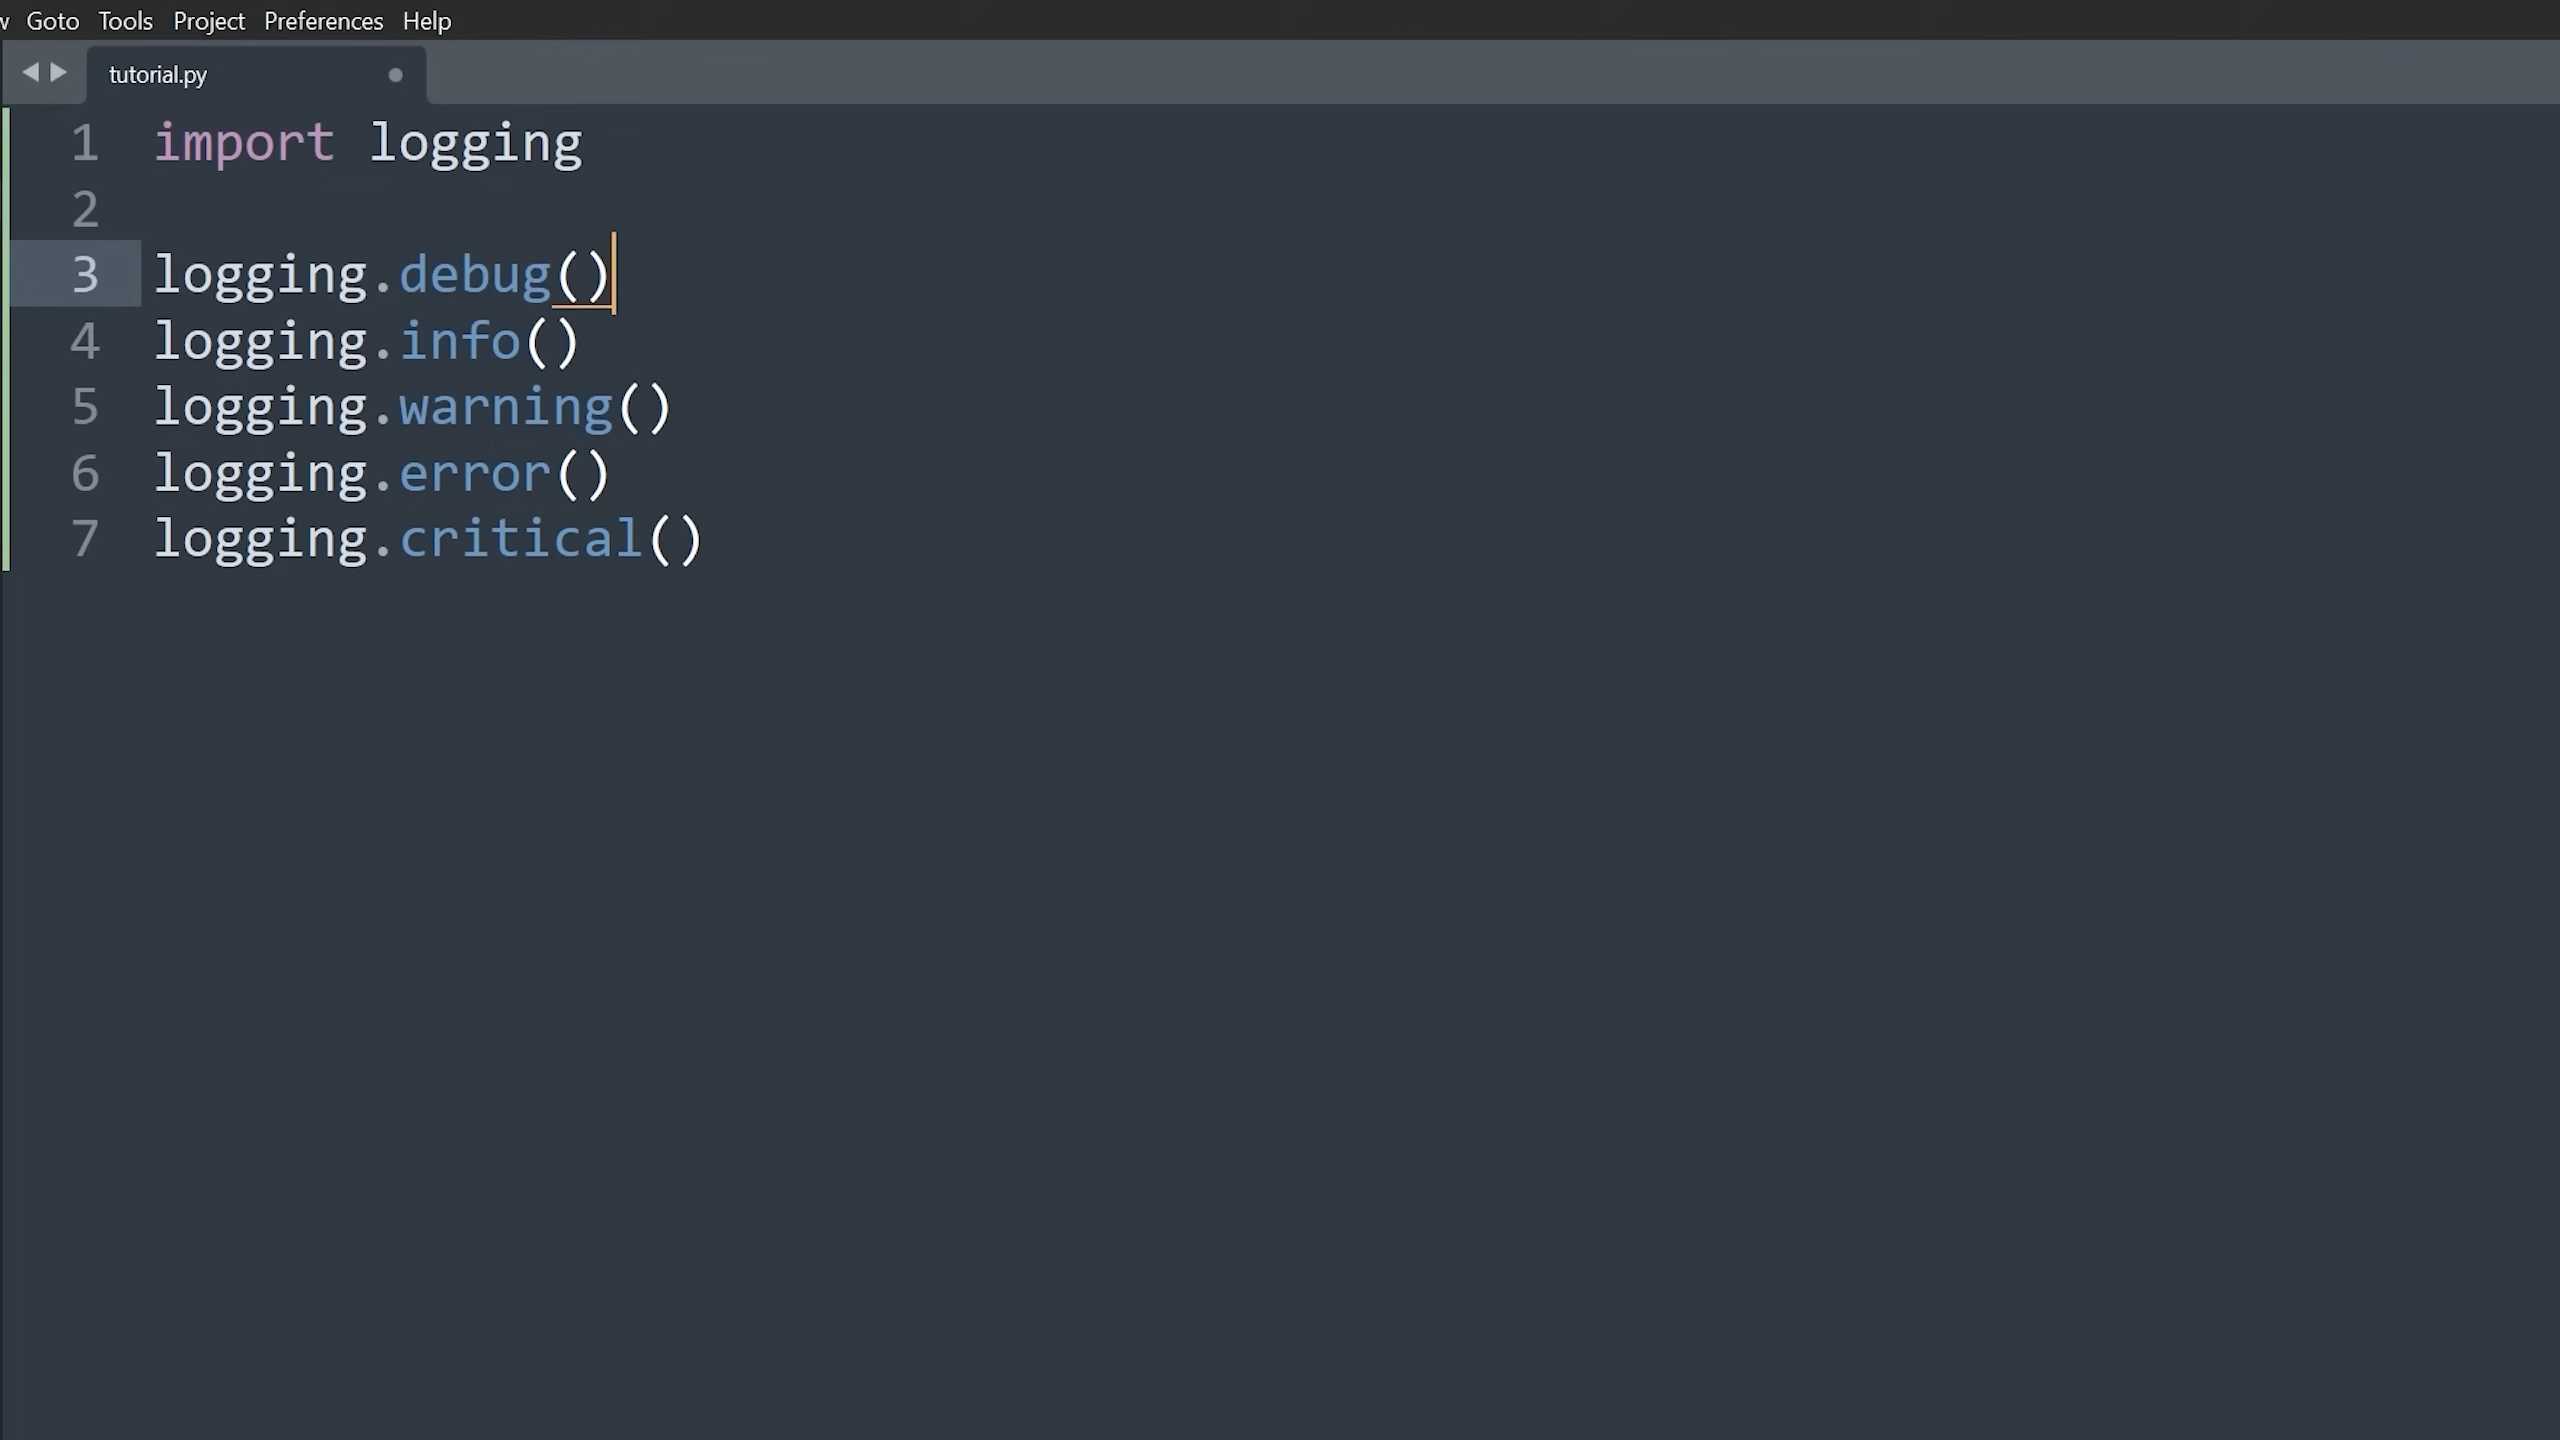 Goto Tools Project Preferences Help
tutorial.py
1 import logging
2
3 logging.debug()
4 logging.info()
5 logging.warning()
6 logging.error()
7 logging.critical()